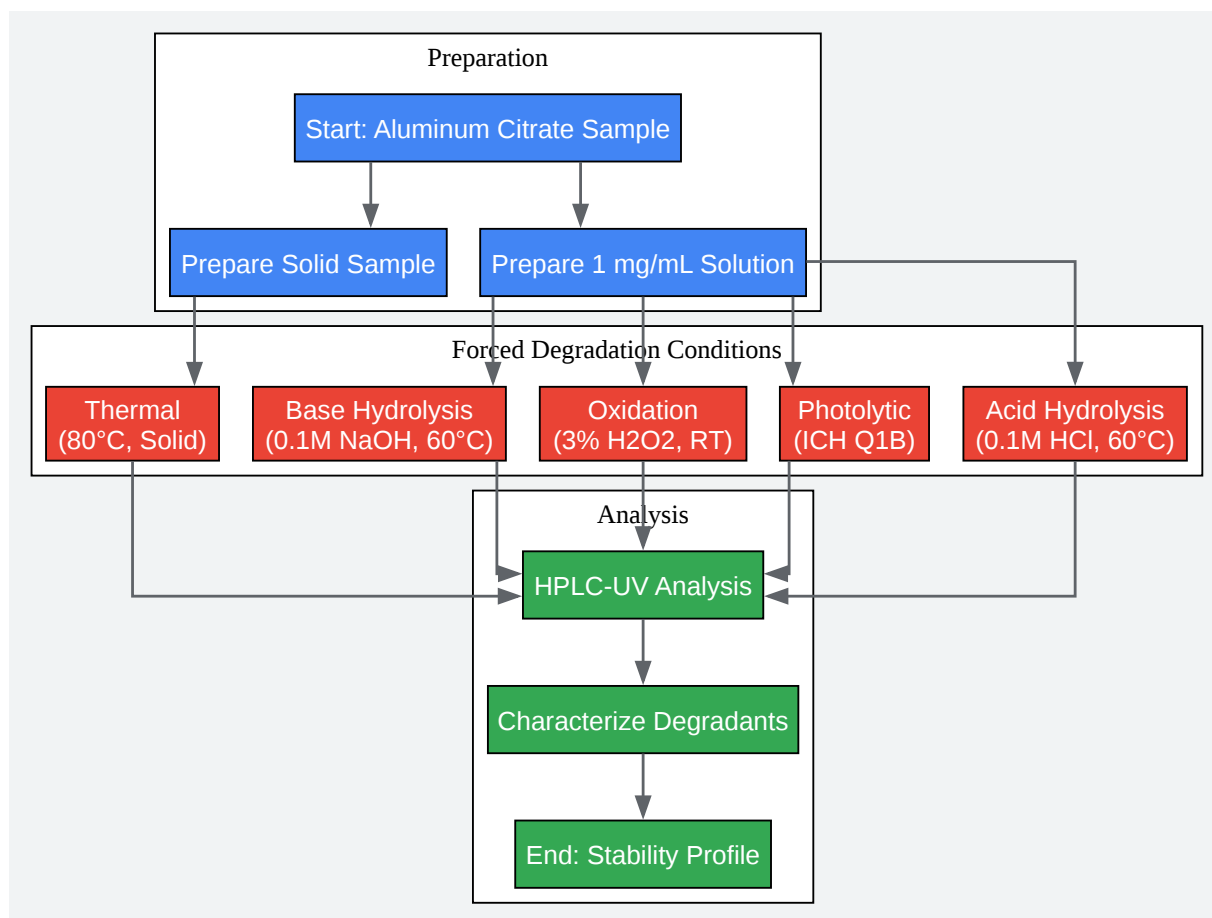 Preparation
Start: Aluminum Citrate Sample
Prepare Solid Sample
Prepare 1 mg/mL Solution
Forced Degradation Conditions
Thermal
(80°C, Solid)
Base Hydrolysis
(0.1M NaOH, 60°C)
Oxidation
(3% H2O2, RT)
Photolytic
(ICH Q1B)
Acid Hydrolysis
(0.1M HCl, 60°C)
Analysis
HPLC-UV Analysis
Characterize Degradants
End: Stability Profile